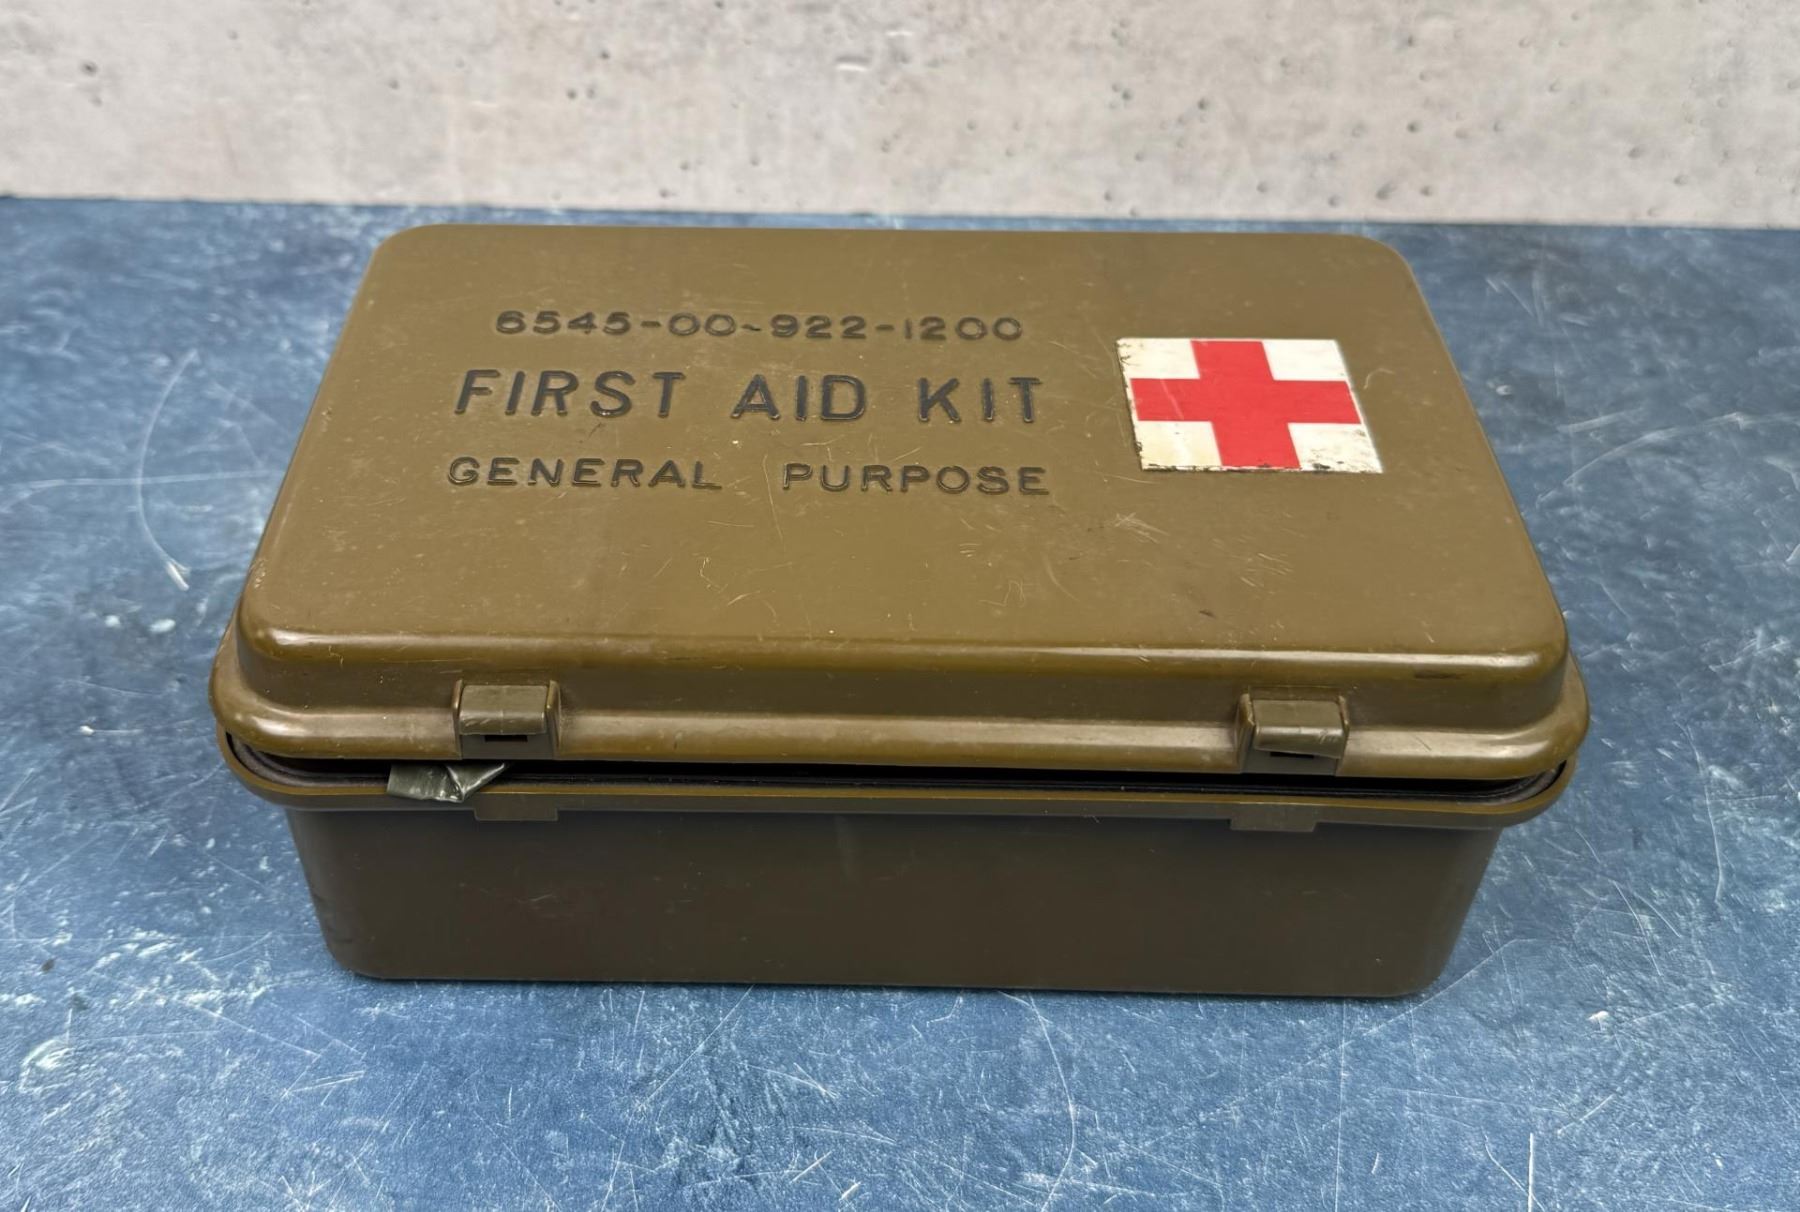 6545-00-922-1200
FIRST AID KIT
GENERAL PURPOSE